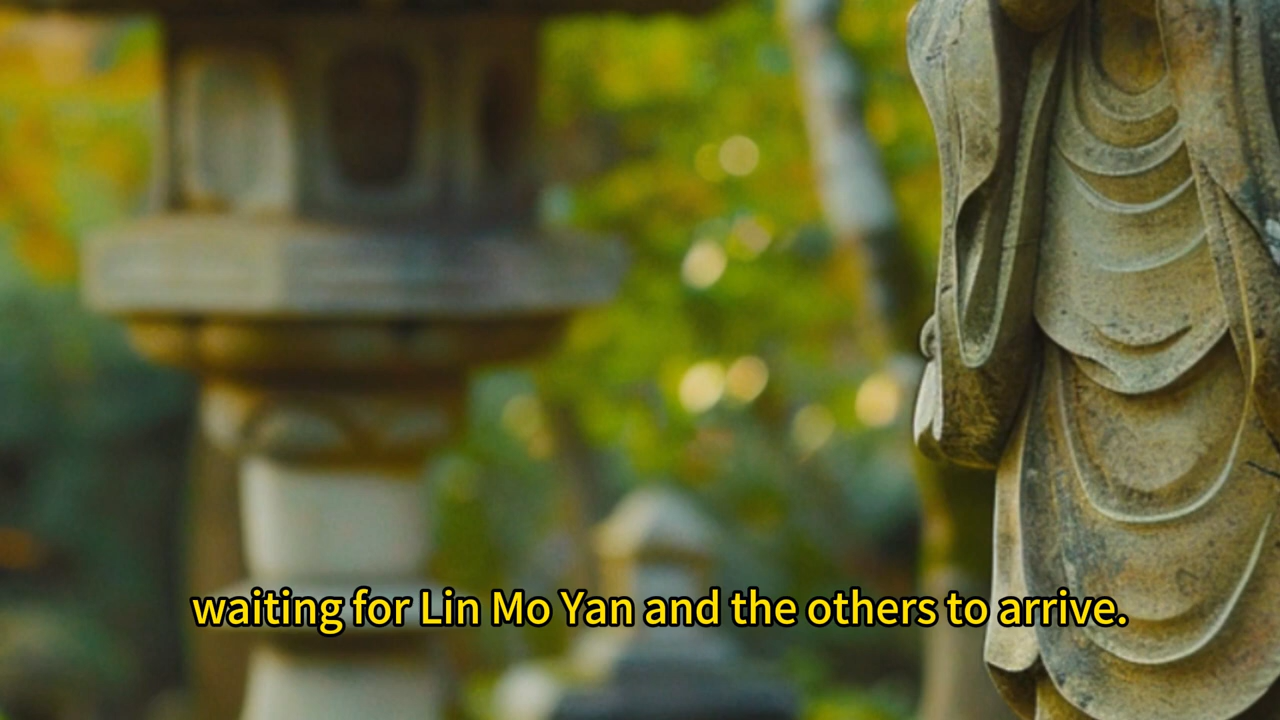 waiting for Lin Mo Yan and the others to arrive.